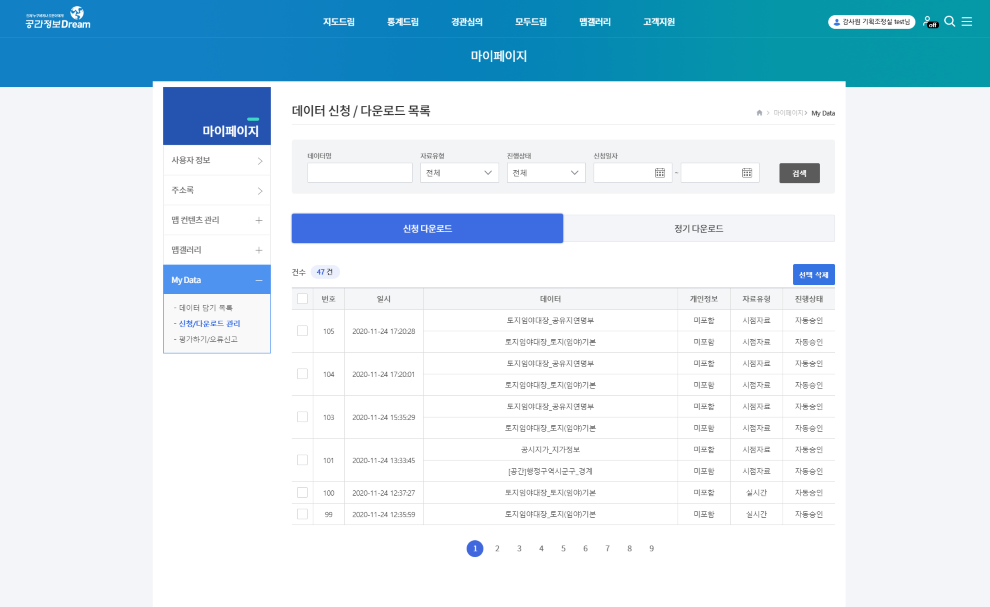 공간정보Dream
지도드림 통계드림 경관심의 모두드림 맵갤러리 고객지원
감사원 기획조정실 test님
off
마이페이지
마이페이지
사용자 정보
주소록
맵 컨텐츠 관리
맵갤러리
My Data
- 데이터 담기 목록
- 신청/다운로드 관리
- 평가하기/오류신고
데이터 신청 / 다운로드 목록
마이페이지 > My Data
데이터명 자료유형 진행상태 신청일자
전체 전체 - 검색
신청 다운로드 정기 다운로드
건수 47 건 선택 삭제
번호 일시 데이터 개인정보 자료유형 진행상태
105 2020-11-24 17:20:28 토지임야대장_공유지연명부 미포함 시점자료 자동승인
토지임야대장_토지(임야)기본 미포함 시점자료 자동승인
104 2020-11-24 17:20:01 토지임야대장_공유지연명부 미포함 시점자료 자동승인
토지임야대장_토지(임야)기본 미포함 시점자료 자동승인
103 2020-11-24 15:35:29 토지임야대장_공유지연명부 미포함 시점자료 자동승인
토지임야대장_토지(임야)기본 미포함 시점자료 자동승인
101 2020-11-24 13:33:45 공시지가_지가정보 미포함 시점자료 자동승인
[공간]행정구역시군구_경계 미포함 시점자료 자동승인
100 2020-11-24 12:37:27 토지임야대장_토지(임야)기본 미포함 실시간 자동승인
99 2020-11-24 12:35:59 토지임야대장_토지(임야)기본 미포함 실시간 자동승인
1 2 3 4 5 6 7 8 9